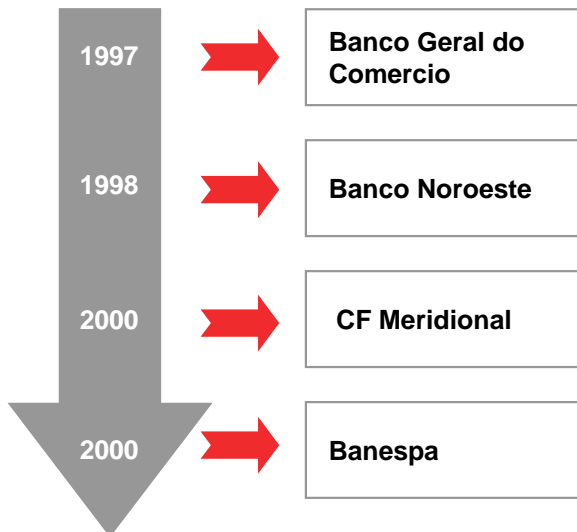 1997
Banco Geral do
Comercio
1998
Banco Noroeste
2000
CF Meridional
2000
Banespa